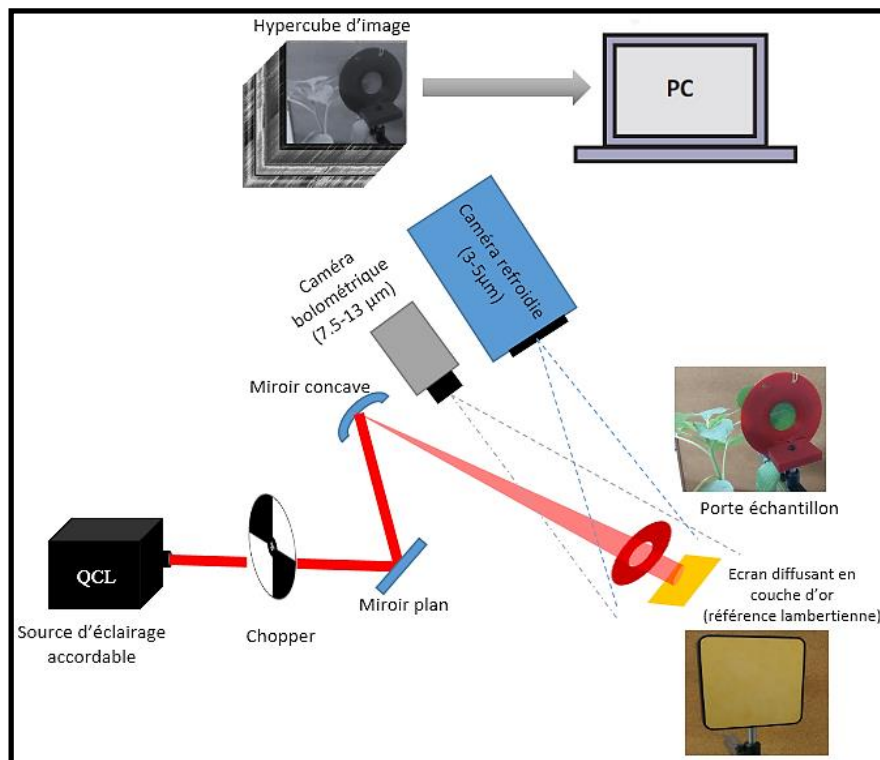 Hypercube d'image
PC
Caméra
bolométrique
(7.5-13 µm)
Caméra refroidie
(3-5µm)
Miroir concave
Porte échantillon
QCL
Miroir plan
Ecran diffusant en
couche d'or
(référence lambertienne)
Source d'éclairage
accordable
Chopper